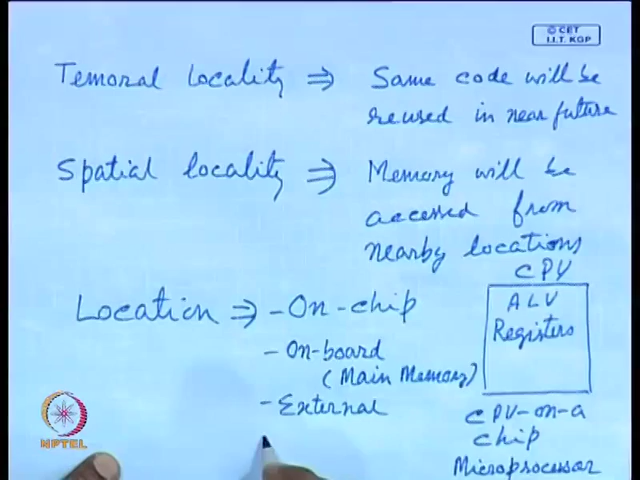 © CET
I.I.T. KGP
Temoral locality ⇒ Same code will be
reused in near future
Spatial locality ⇒ Memory will be
accessed from
nearby locations
CPU
Location ⇒ - On-chip
ALU
Registers
- On-board
(Main Memory)
- External
CPU-on-a
chip
Microprocessor
NPTEL